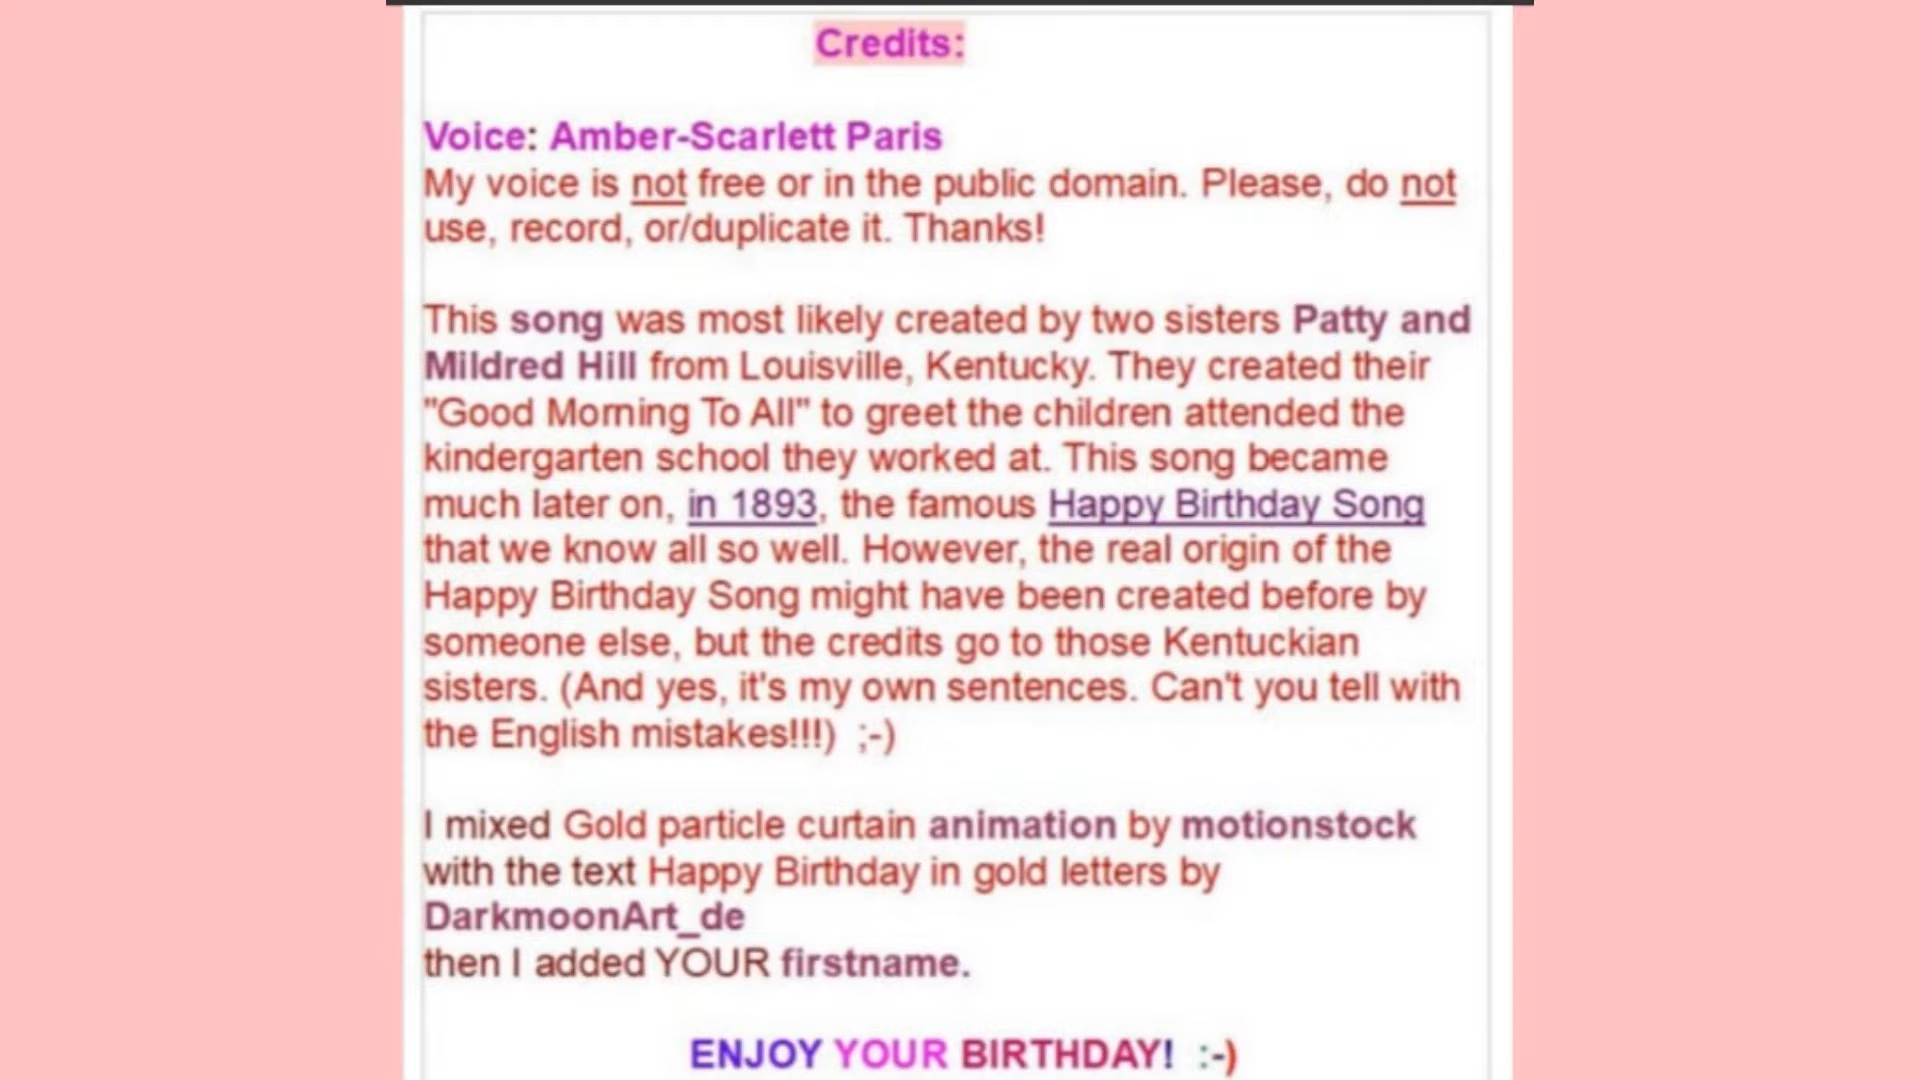 Credits:
Voice: Amber-Scarlett Paris
My voice is not free or in the public domain. Please, do not
use, record, or/duplicate it. Thanks!
This song was most likely created by two sisters Patty and
Mildred Hill from Louisville, Kentucky. They created their
"Good Morning To All" to greet the children attended the
kindergarten school they worked at. This song became
much later on, in 1893, the famous Happy Birthday Song
that we know all so well. However, the real origin of the
Happy Birthday Song might have been created before by
someone else, but the credits go to those Kentuckian
sisters. (And yes, it's my own sentences. Can't you tell with
the English mistakes!!!) ;-)
I mixed Gold particle curtain animation by motionstock
with the text Happy Birthday in gold letters by
DarkmoonArt_de
then I added YOUR firstname.
ENJOY YOUR BIRTHDAY! :-)